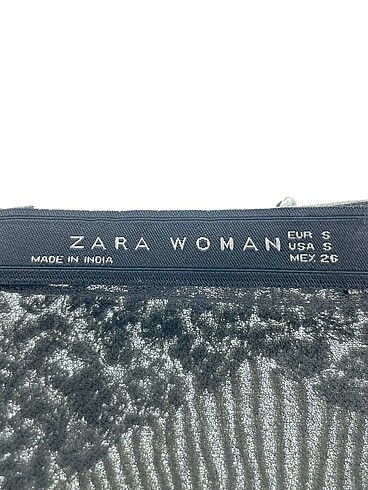 ZARA WOMAN
MADE IN INDIA
EUR S
USA S
MEX 26